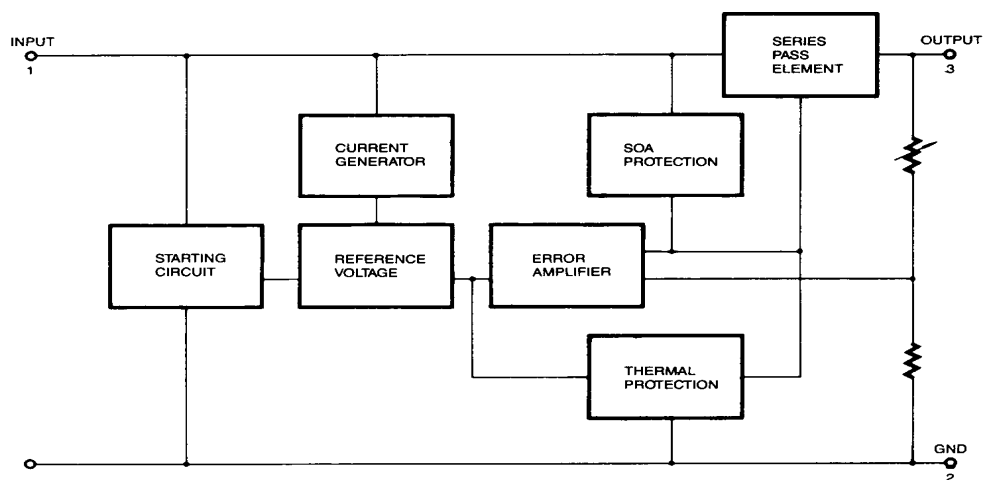 INPUT
1
SERIES
PASS
ELEMENT
OUTPUT
3
CURRENT
GENERATOR
SOA
PROTECTION
STARTING
CIRCUIT
REFERENCE
VOLTAGE
ERROR
AMPLIFIER
THERMAL
PROTECTION
GND
2